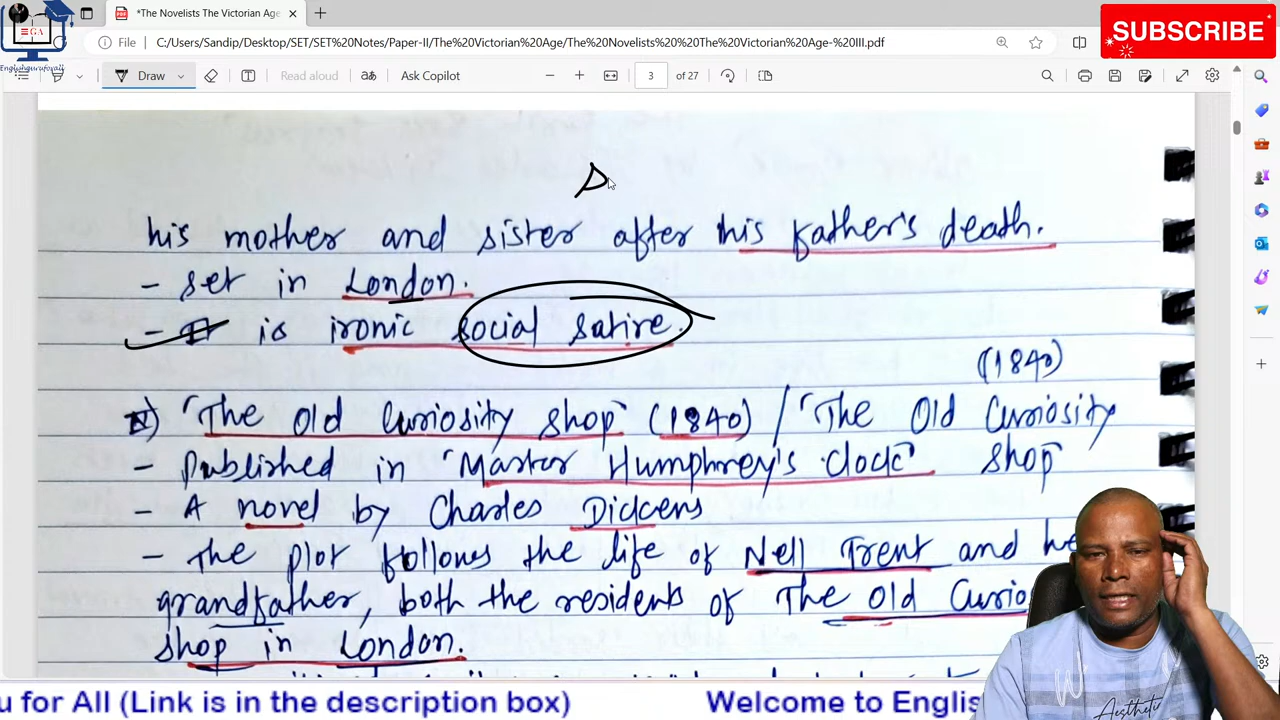 *The Novelists The Victorian Age
EGA
Englishguruforall
SUBSCRIBE
File
C:/Users/Sandip/Desktop/SET/SET%20Notes/Paper-II/The%20Victorian%20Age/The%20Novelists%20%20The%20Victorian%20Age-%20III.pdf
Draw
Read aloud
Ask Copilot
3 of 27
his mother and sister after his father's death.
- set in London.
- is ironic social satire.
(1840)
"The Old Curiosity Shop" (1840) / "The Old Curiosity
- Published in "Master Humphrey's Clock" Shop"
- A novel by Charles Dickens
- The plot follows the life of Nell Trent and he
grandfather, both the residents of The Old Curio
shop in London.
W
Aesthetic
u for All (Link is in the description box)
Welcome to Englis